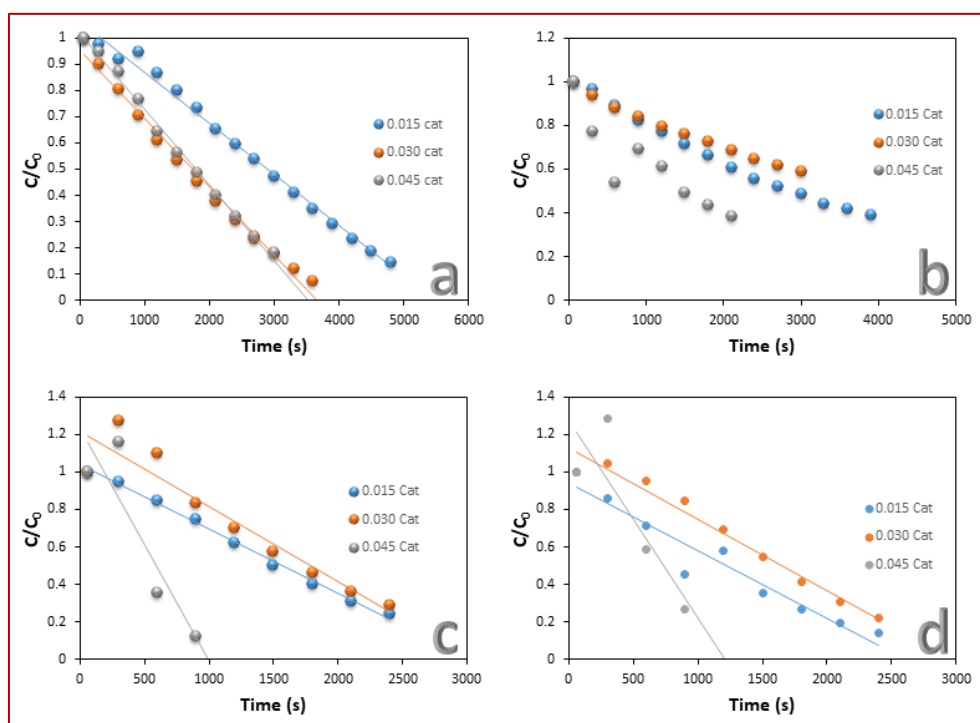 C/C0
1
0.9
0.8
0.7
0.6
0.5
0.4
0.3
0.2
0.1
0
0 1000 2000 3000 4000 5000 6000
Time (s)
0.015 cat
0.030 cat
0.045 cat
a
C/C0
1.2
1
0.8
0.6
0.4
0.2
0
0 1000 2000 3000 4000 5000
Time (s)
0.015 Cat
0.030 Cat
0.045 Cat
b
C/C0
1.4
1.2
1
0.8
0.6
0.4
0.2
0
0 500 1000 1500 2000 2500 3000
Time (s)
0.015 Cat
0.030 Cat
0.045 Cat
c
C/C0
1.4
1.2
1
0.8
0.6
0.4
0.2
0
0 500 1000 1500 2000 2500 3000
Time (s)
0.015 Cat
0.030 Cat
0.045 Cat
d